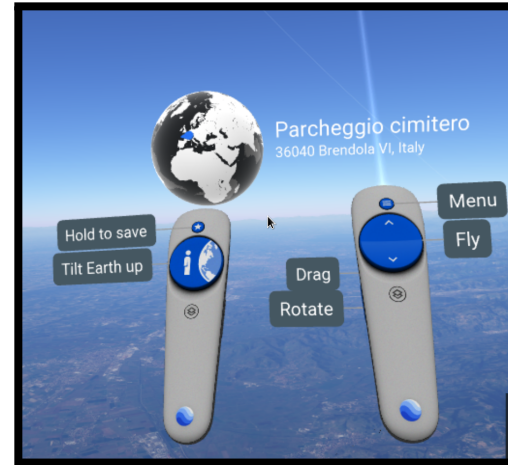 Parcheggio cimitero
36040 Brendola VI, Italy
Hold to save
Tilt Earth up
Menu
Fly
Drag
Rotate